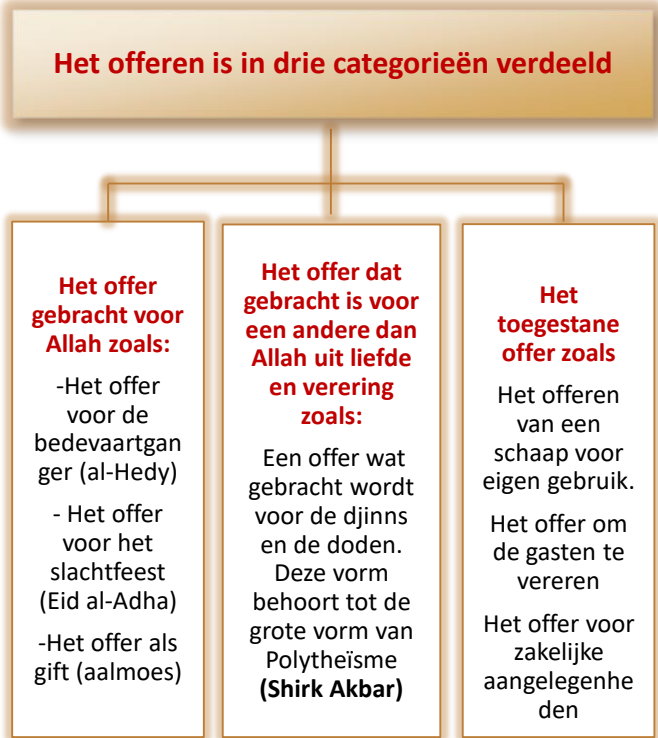 Het offeren is in drie categorieën verdeeld
Het offer
gebracht voor
Allah zoals:
-Het offer
voor de
bedevaartgan
ger (al-Hedy)
- Het offer
voor het
slachtfeest
(Eid al-Adha)
-Het offer als
gift (aalmoes)
Het offer dat
gebracht is voor
een andere dan
Allah uit liefde
en verering
zoals:
Een offer wat
gebracht wordt
voor de djinns
en de doden.
Deze vorm
behoort tot de
grote vorm van
Polytheïsme
(Shirk Akbar)
Het
toegestane
offer zoals
Het offeren
van een
schaap voor
eigen gebruik.
Het offer om
de gasten te
vereren
Het offer voor
zakelijke
aangelegenhe
den